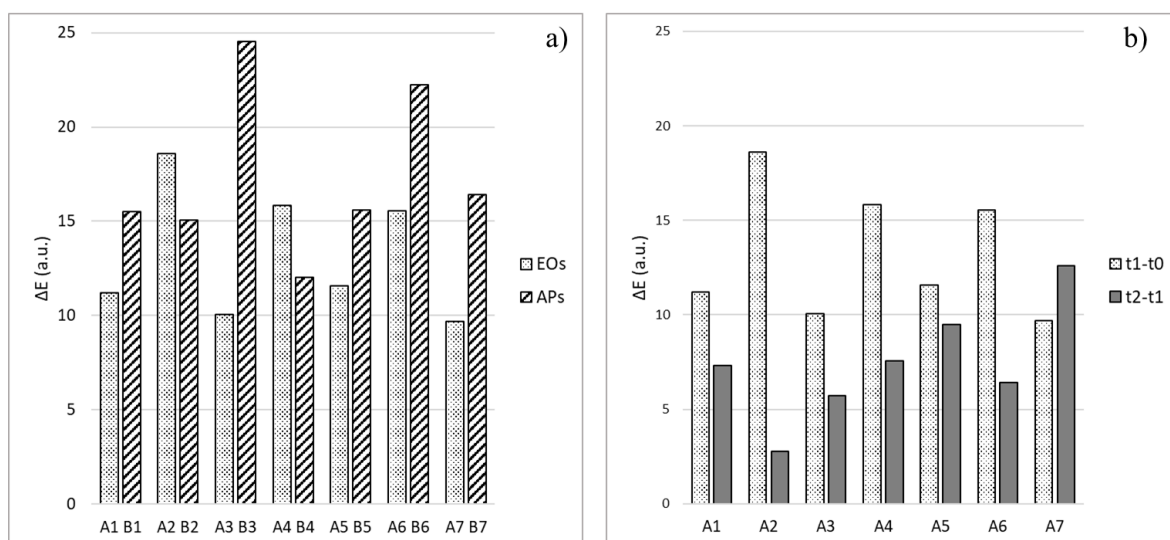 a)
ΔE (a.u.)
25
20
15
10
5
0
A1 B1 A2 B2 A3 B3 A4 B4 A5 B5 A6 B6 A7 B7
EOs
APs
b)
ΔE (a.u.)
25
20
15
10
5
0
A1 A2 A3 A4 A5 A6 A7
t1-t0
t2-t1